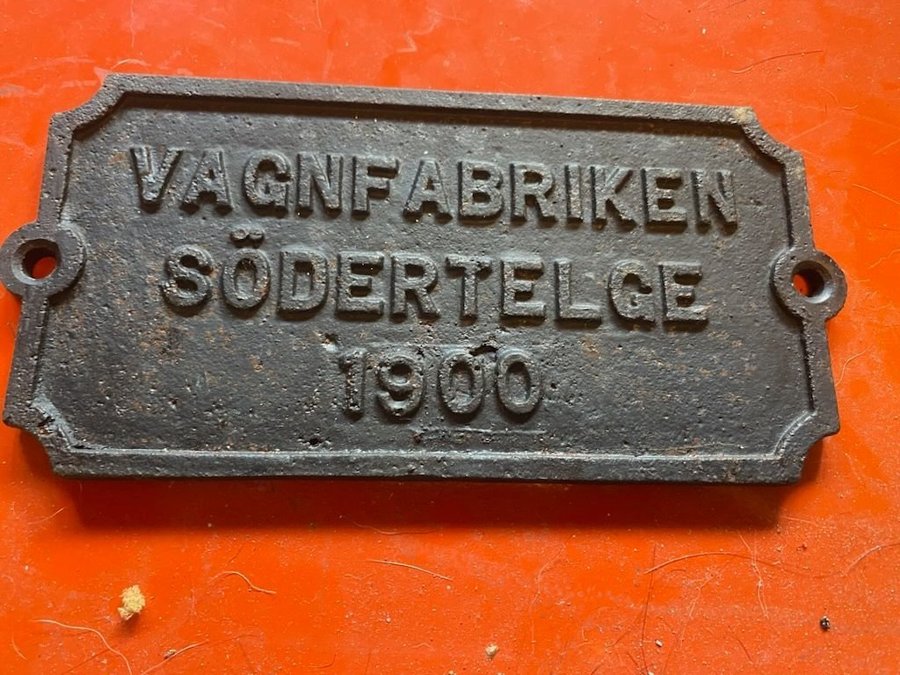 VAGNFABRIKEN
SÖDERTELGE
1900